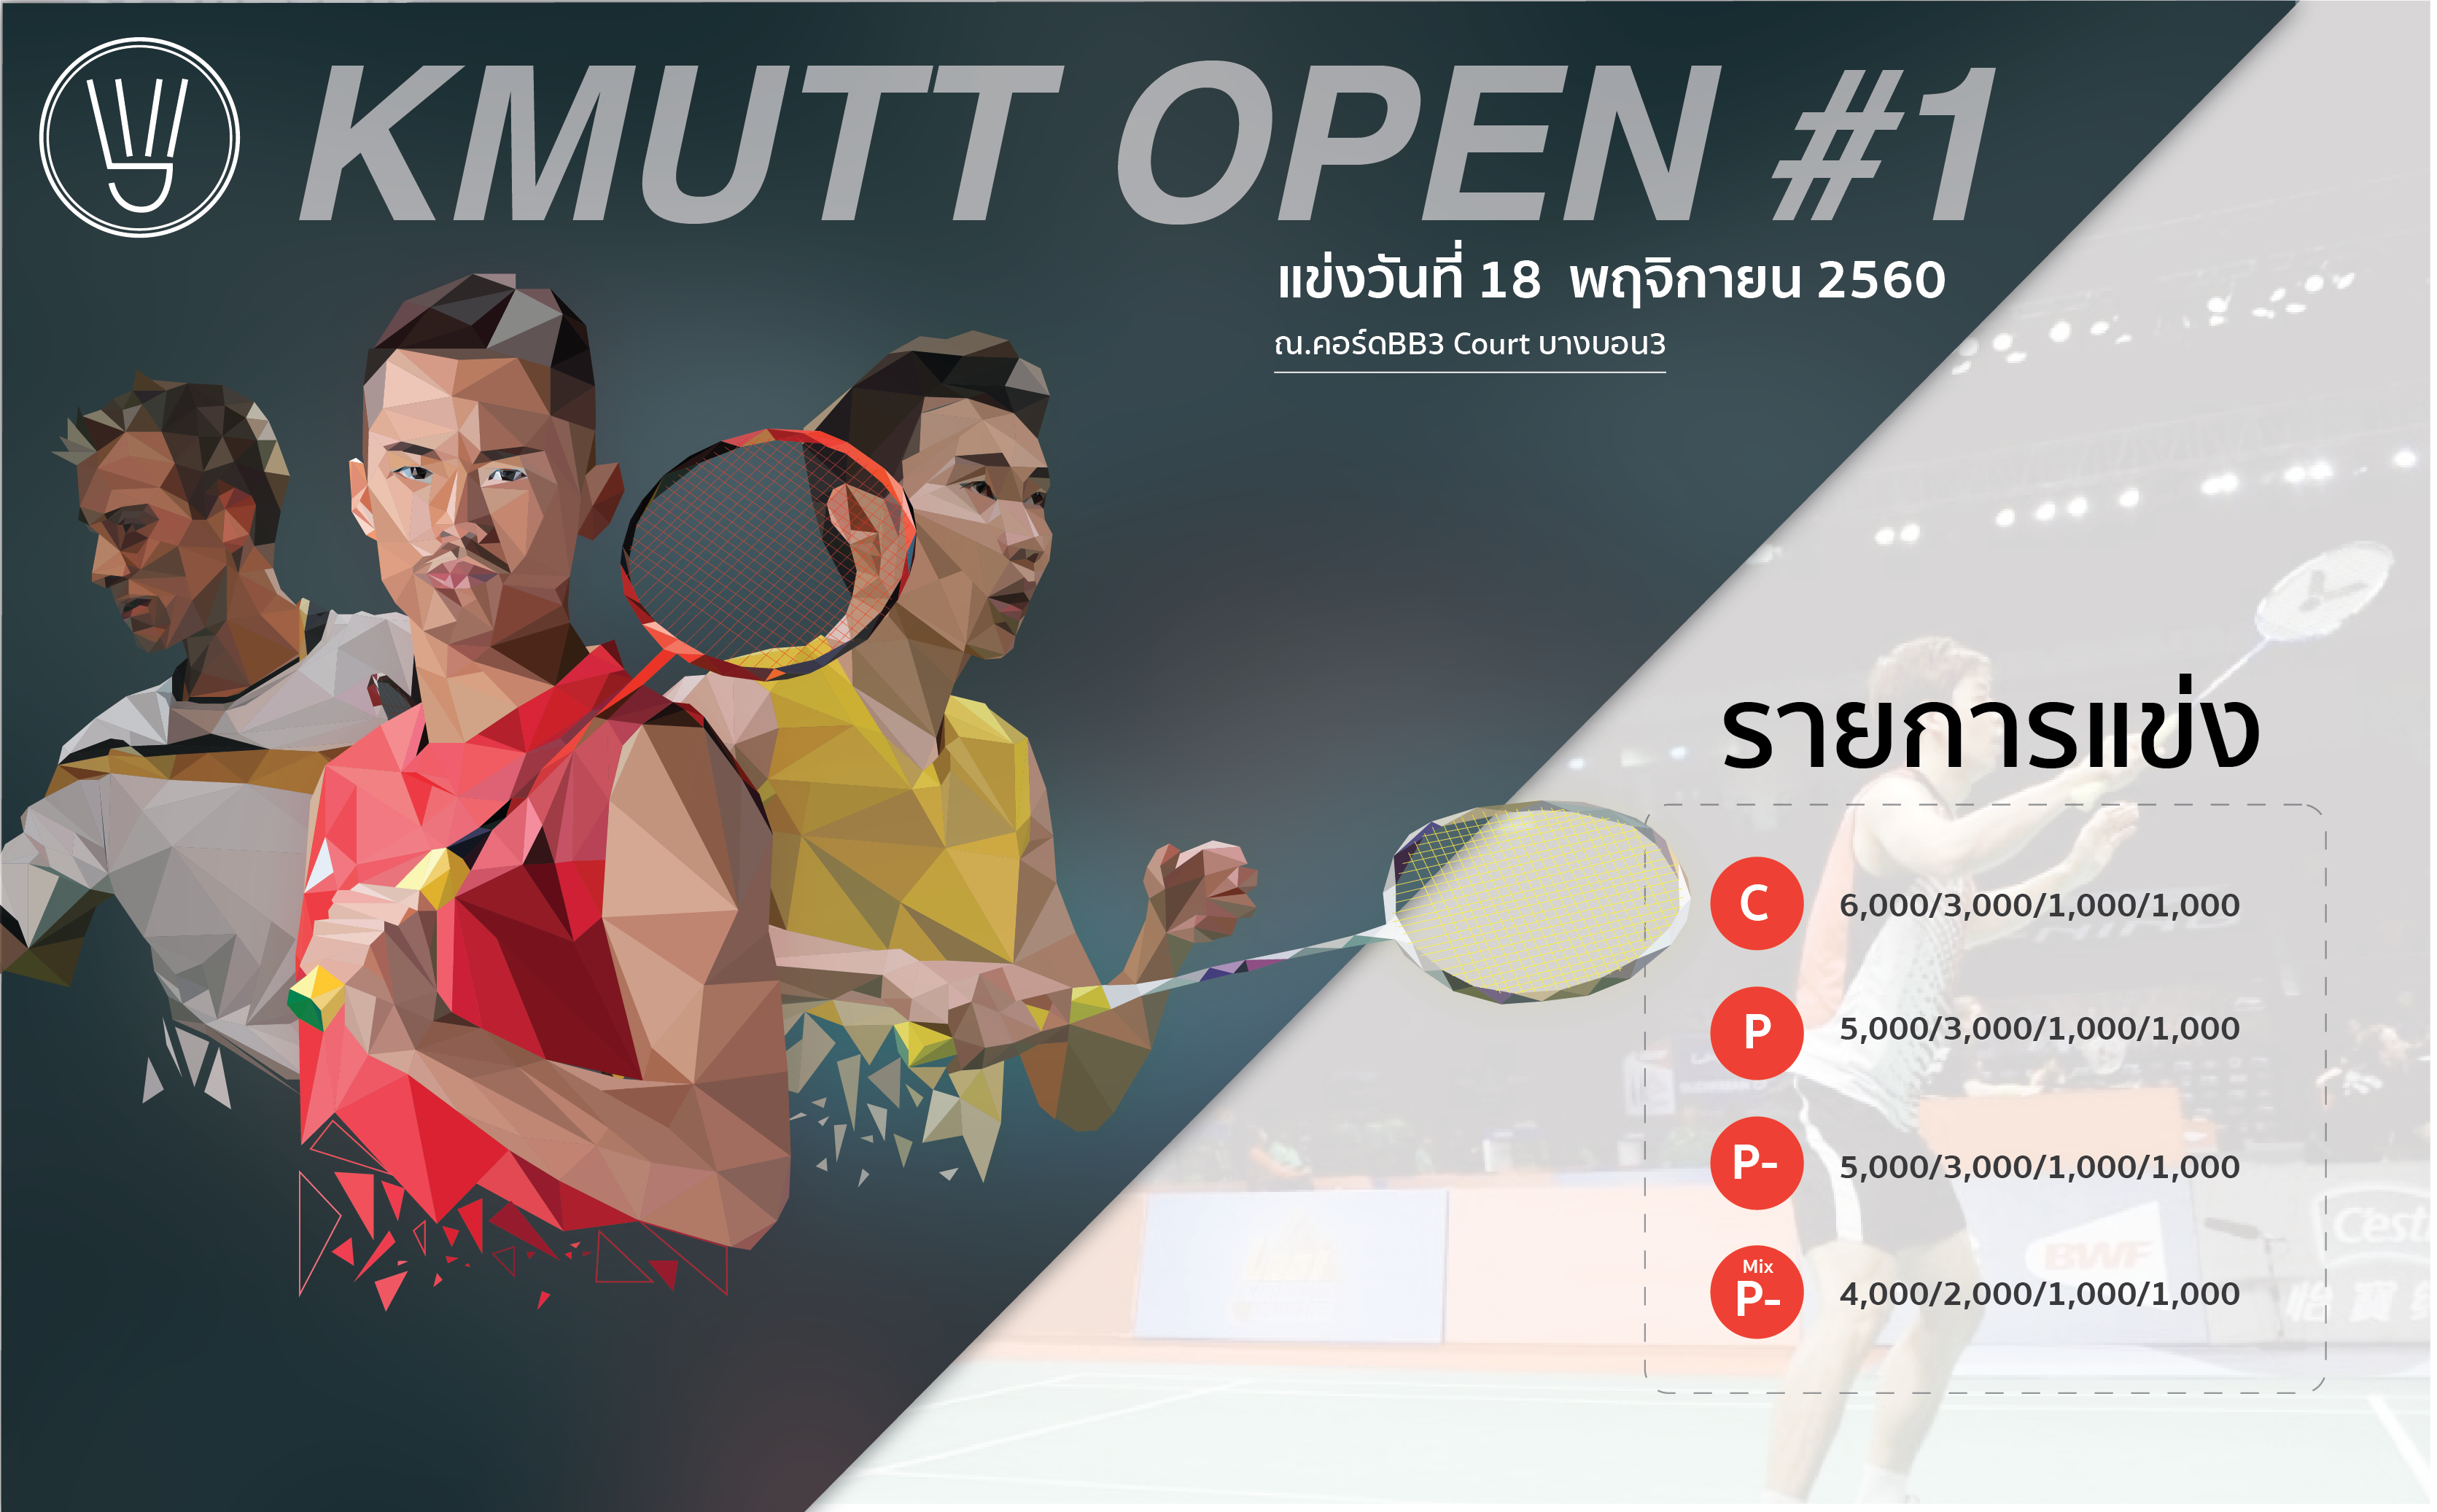 KMUTT OPEN #1
แข่งวันที่ 18 พฤจิกายน 2560
ณ.คอร์ดBB3 Court บางบอน3
รายการแข่ง
C 6,000/3,000/1,000/1,000
P 5,000/3,000/1,000/1,000
P- 5,000/3,000/1,000/1,000
Mix
P- 4,000/2,000/1,000/1,000
BWF